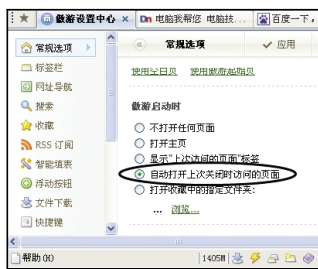 傲游设置中心 × Dn 电脑我帮您 电脑技... 百度一下,
常规选项
标签栏
网址导航
搜索
收藏
RSS 订阅
智能填表
浮动按钮
文件下载
快捷键
常规选项 应用
使用空白页 使用傲游起始页
傲游启动时
不打开任何页面
打开主页
显示"上次访问的页面"标签
自动打开上次关闭时访问的页面
打开收藏中的指定文件夹:
... 浏览...
帮助(H) 1405M